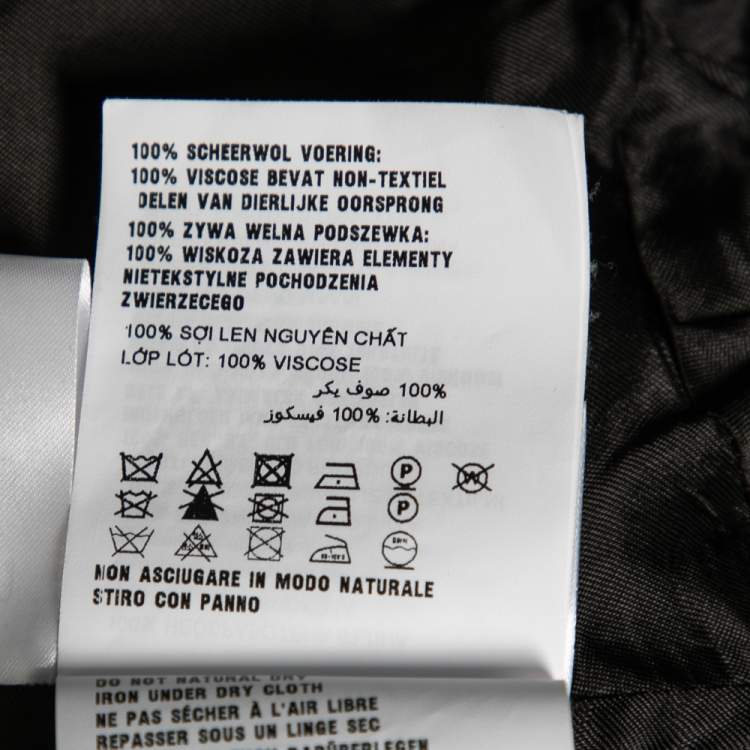 100% SCHEERWOL VOERING:
100% VISCOSE BEVAT NON-TEXTIEL
DELEN VAN DIERLIJKE OORSPRONG
100% ZYWA WELNA PODSZEWKA:
100% WISKOZA ZAWIERA ELEMENTY
NIETEKSTYLNE POCHODZENIA
ZWIERZECEGO
100% SỢI LEN NGUYÊN CHẤT
LỚP LÓT: 100% VISCOSE
100% صوف بكر
البطانة: 100% فيسكوز
P W
P
NON ASCIUGARE IN MODO NATURALE
STIRO CON PANNO
DO NOT NATURAL DRY
IRON UNDER DRY CLOTH
NE PAS SÉCHER À L'AIR LIBRE
REPASSER SOUS UN LINGE SEC
DARÜBERLEGEN